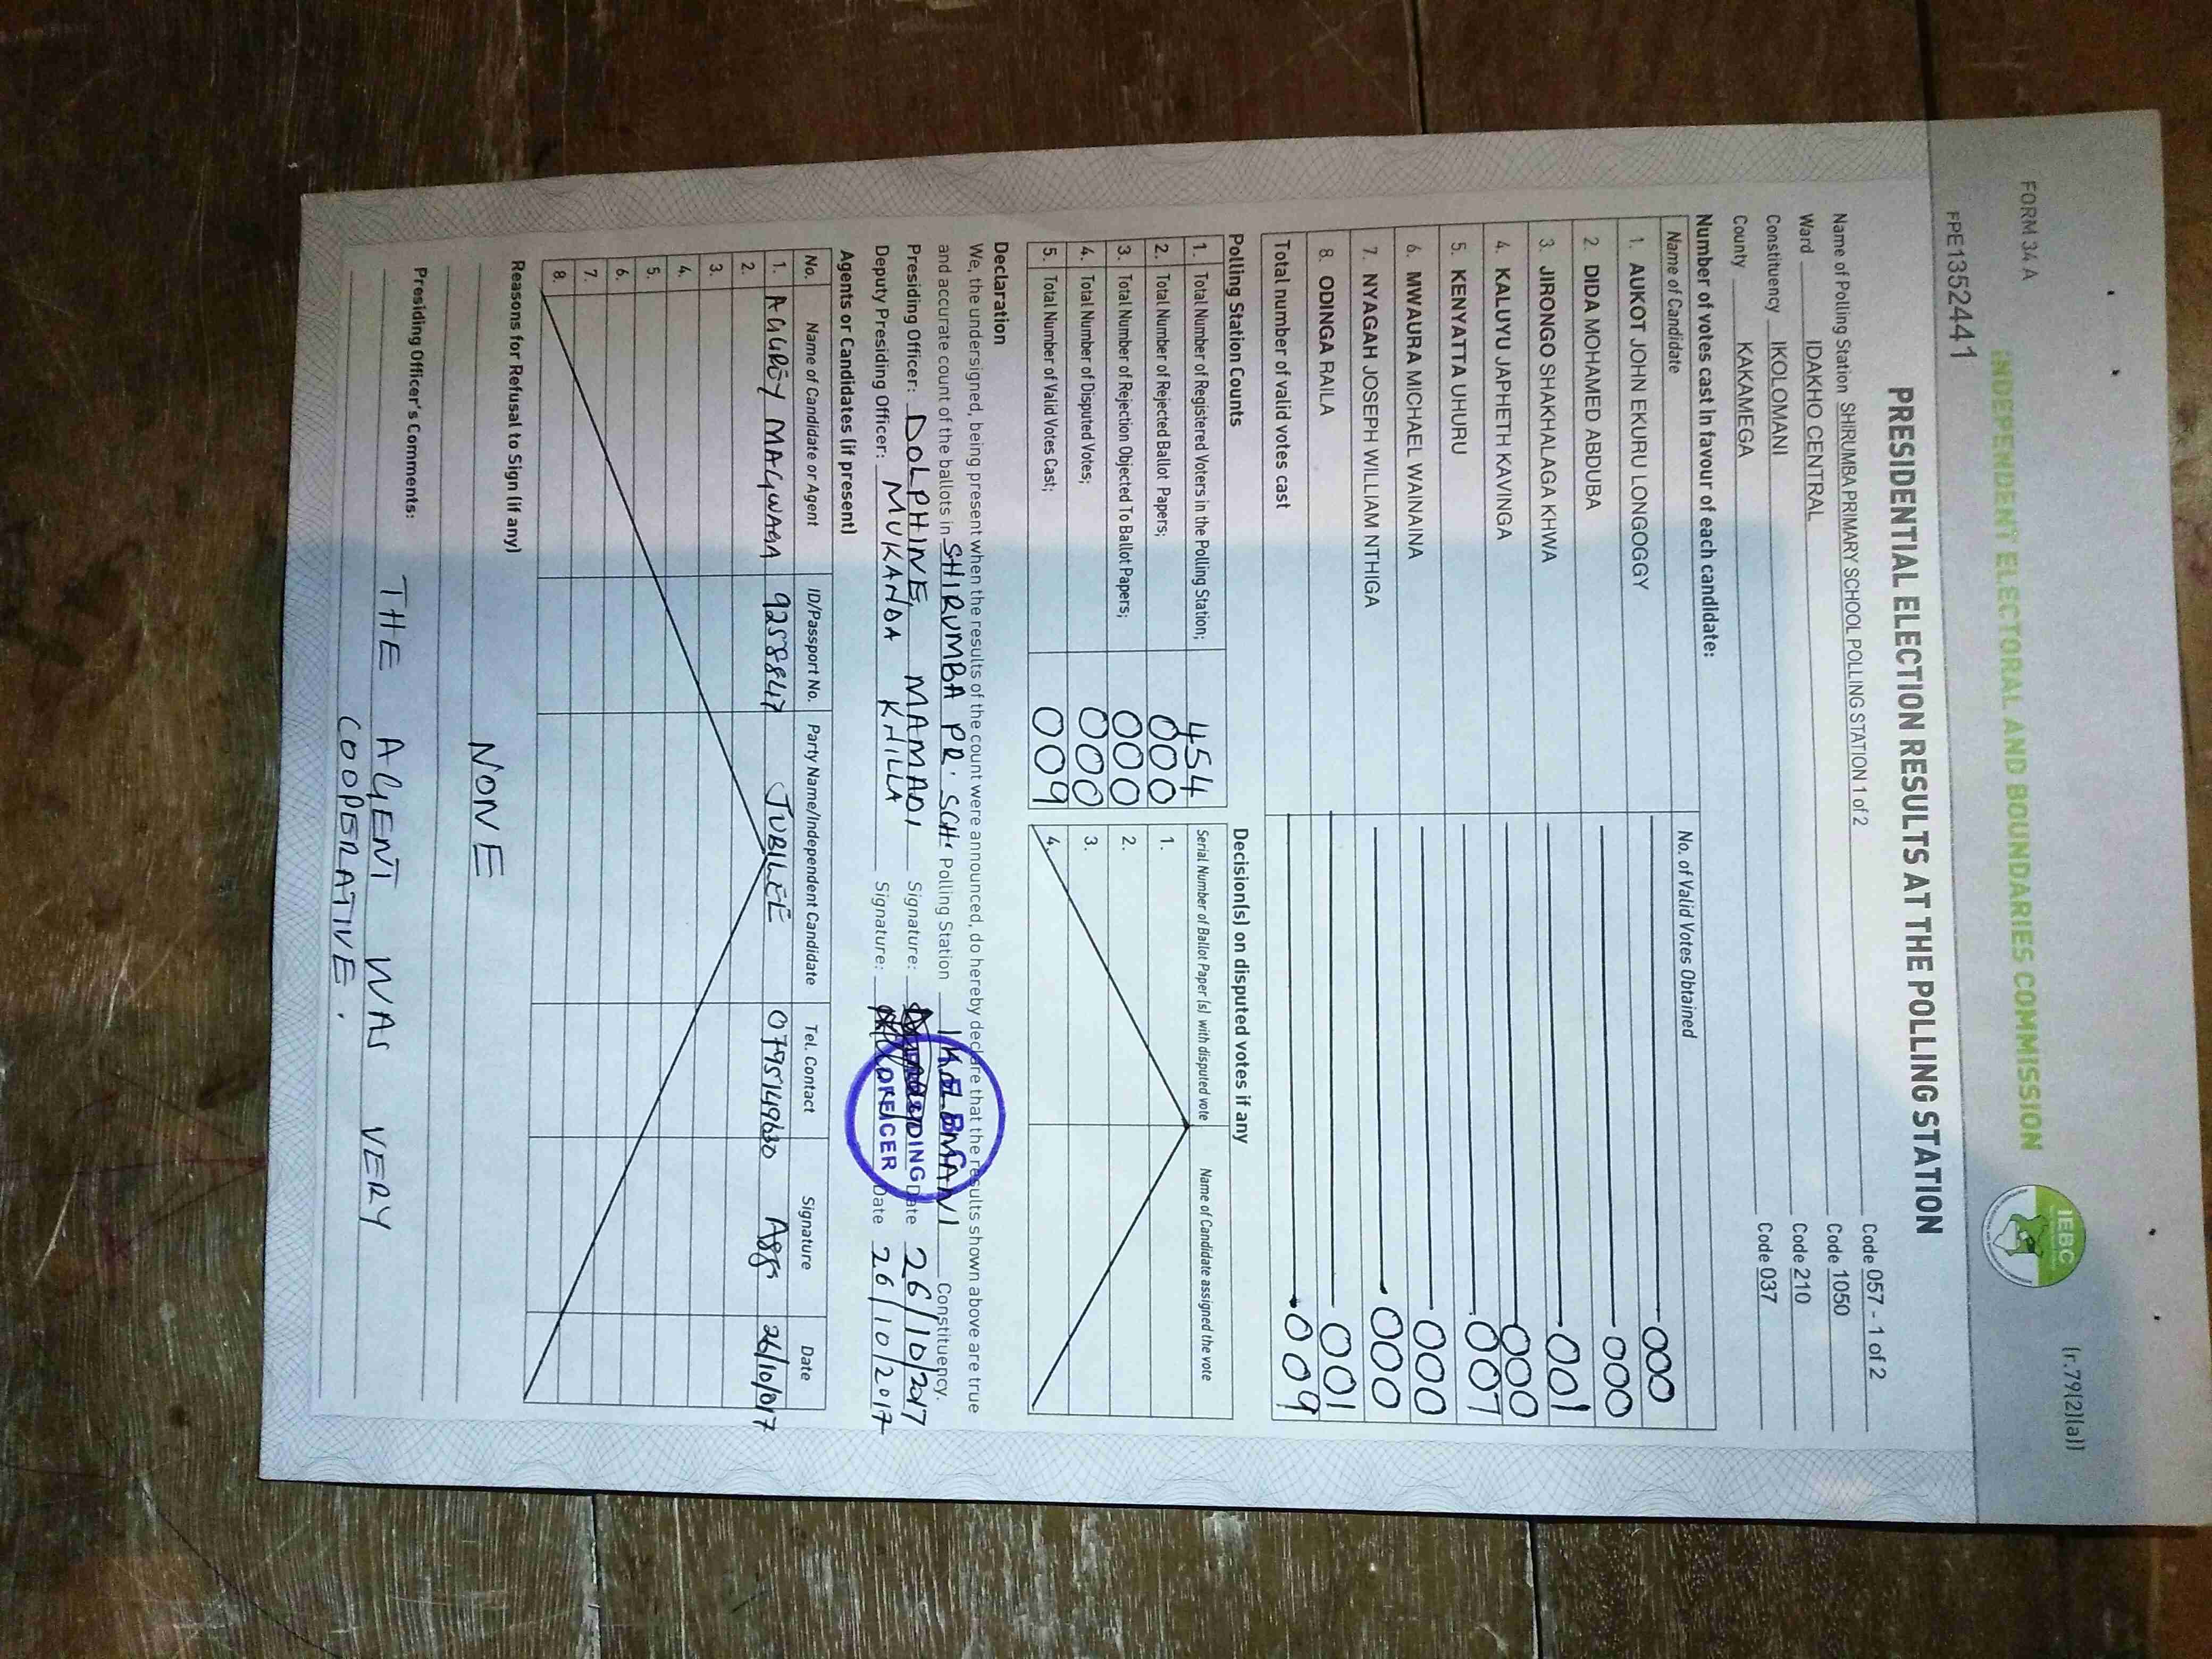 FORM 34 A
(r.79(2)(a))
INDEPENDENT ELECTORAL AND BOUNDARIES COMMISSION
IEBC
FPE1352441
PRESIDENTIAL ELECTION RESULTS AT THE POLLING STATION
Name of Polling Station SHIRUMBA PRIMARY SCHOOL POLLING STATION 1 of 2 Code 057 - 1 of 2
Ward IDAKHO CENTRAL Code 1050
Constituency IKOLOMANI Code 210
County KAKAMEGA Code 037
Number of votes cast in favour of each candidate:
Name of Candidate No. of Valid Votes Obtained
1. AUKOT JOHN EKURU LONGOGGY 000
2. DIDA MOHAMED ABDUBA 000
3. JIRONGO SHAKHALAGA KHWA 001
4. KALUYU JAPHETH KAVINGA 000
5. KENYATTA UHURU 007
6. MWAURA MICHAEL WAINAINA 000
7. NYAGAH JOSEPH WILLIAM NTHIGA 000
8. ODINGA RAILA 001
Total number of valid votes cast 009
Polling Station Counts
1. Total Number of Registered Voters in the Polling Station; 454
2. Total Number of Rejected Ballot Papers; 000
3. Total Number of Rejection Objected To Ballot Papers; 000
4. Total Number of Disputed Votes; 000
5. Total Number of Valid Votes Cast; 009
Decision(s) on disputed votes if any
Serial Number of Ballot Paper (s) with disputed vote Name of Candidate assigned the vote
1.
2.
3.
4.
Declaration
We, the undersigned, being present when the results of the count were announced, do hereby declare that the results shown above are true
and accurate count of the ballots in SHIRUMBA PR. SCH. Polling Station IKOLOMANI Constituency.
Presiding Officer: DOLPHINE MAMADI Signature: Date 26/10/2017
Deputy Presiding Officer: MUKANDA KHILLA Signature: Date 26/10/2017
OFFICER
Agents or Candidates (if present)
No. Name of Candidate or Agent ID/Passport No. Party Name/Independent Candidate Tel. Contact Signature Date
1. AGGREY MAGWAGA 9258847 JUBILEE 0795149630 26/10/017
2.
3.
4.
5.
6.
7.
8.
Reasons for Refusal to Sign (if any)
NONE
Presiding Officer's Comments:
THE AGENT WAS VERY
COOPERATIVE.